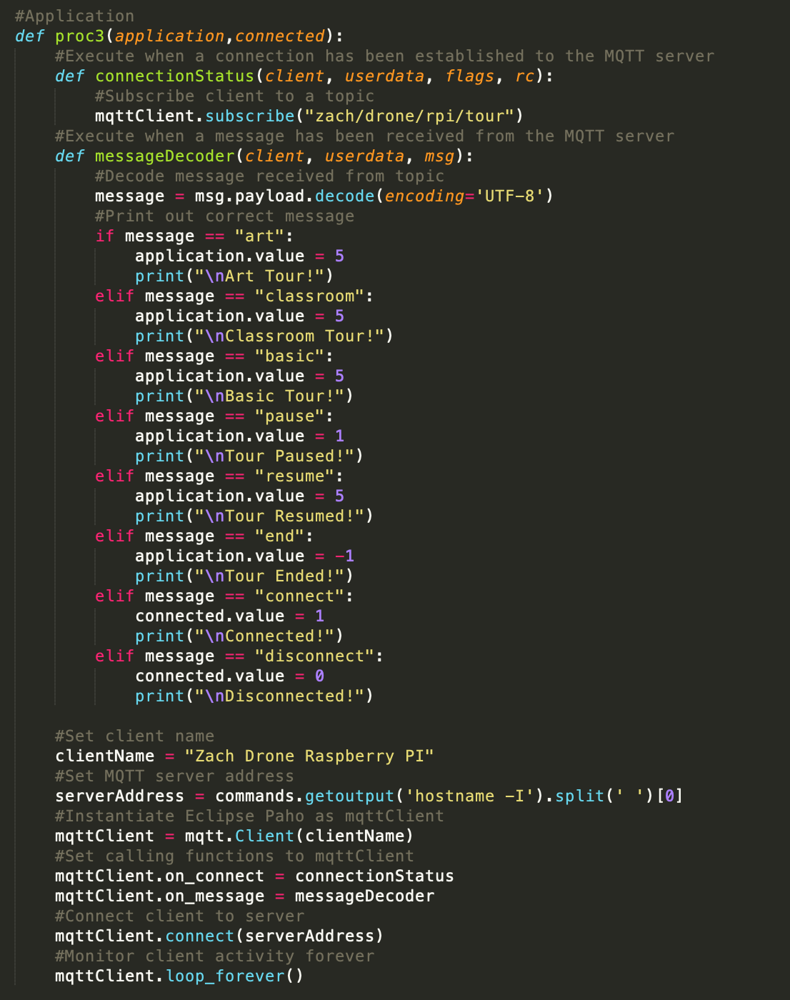 #Application
def proc3(application,connected):
    #Execute when a connection has been established to the MQTT server
    def connectionStatus(client, userdata, flags, rc):
        #Subscribe client to a topic
        mqttClient.subscribe("zach/drone/rpi/tour")
    #Execute when a message has been received from the MQTT server
    def messageDecoder(client, userdata, msg):
        #Decode message received from topic
        message = msg.payload.decode(encoding='UTF-8')
        #Print out correct message
        if message == "art":
            application.value = 5
            print("\nArt Tour!")
        elif message == "classroom":
            application.value = 5
            print("\nClassroom Tour!")
        elif message == "basic":
            application.value = 5
            print("\nBasic Tour!")
        elif message == "pause":
            application.value = 1
            print("\nTour Paused!")
        elif message == "resume":
            application.value = 5
            print("\nTour Resumed!")
        elif message == "end":
            application.value = -1
            print("\nTour Ended!")
        elif message == "connect":
            connected.value = 1
            print("\nConnected!")
        elif message == "disconnect":
            connected.value = 0
            print("\nDisconnected!")

    #Set client name
    clientName = "Zach Drone Raspberry PI"
    #Set MQTT server address
    serverAddress = commands.getoutput('hostname -I').split(' ')[0]
    #Instantiate Eclipse Paho as mqttClient
    mqttClient = mqtt.Client(clientName)
    #Set calling functions to mqttClient
    mqttClient.on_connect = connectionStatus
    mqttClient.on_message = messageDecoder
    #Connect client to server
    mqttClient.connect(serverAddress)
    #Monitor client activity forever
    mqttClient.loop_forever()